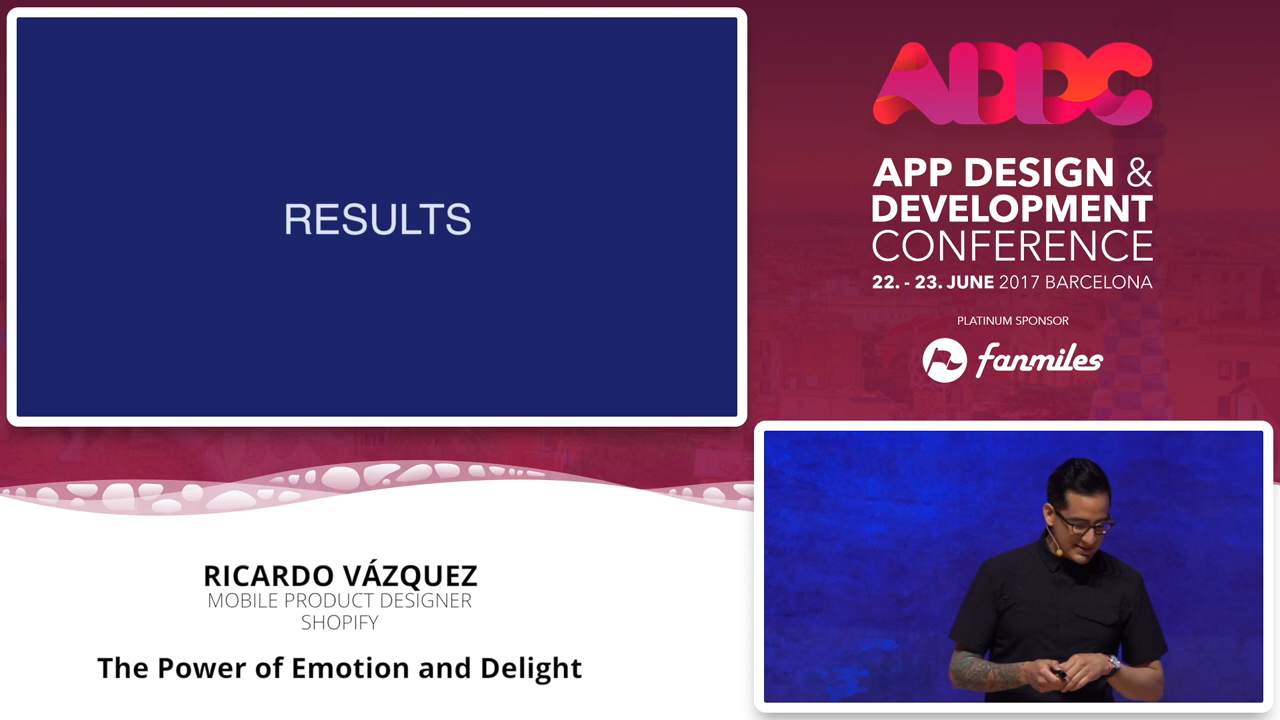 RESULTS
ADDC
APP DESIGN &
DEVELOPMENT
CONFERENCE
22. - 23. JUNE 2017 BARCELONA
PLATINUM SPONSOR
fanmiles
RICARDO VÁZQUEZ
MOBILE PRODUCT DESIGNER
SHOPIFY
The Power of Emotion and Delight